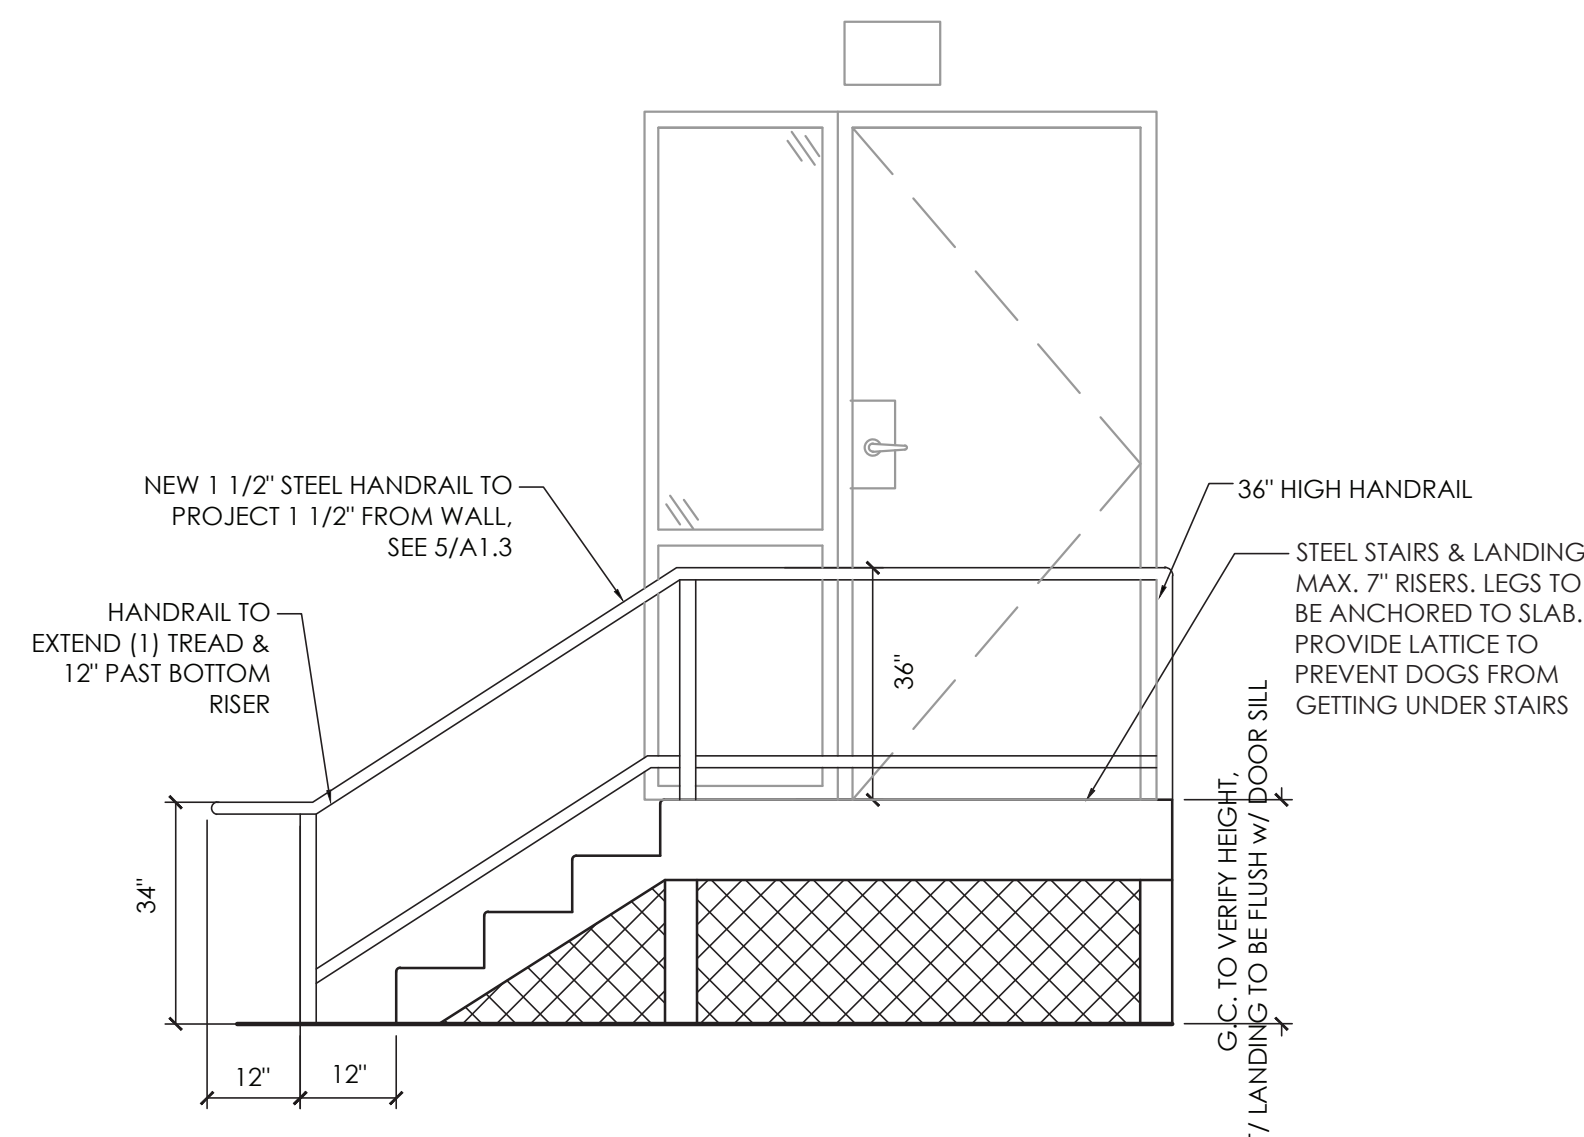 NEW 1 1/2" STEEL HANDRAIL TO
PROJECT 1 1/2" FROM WALL,
SEE 5/A1.3
HANDRAIL TO
EXTEND (1) TREAD &
12" PAST BOTTOM
RISER
36" HIGH HANDRAIL
STEEL STAIRS & LANDING
MAX. 7" RISERS. LEGS TO
BE ANCHORED TO SLAB.
PROVIDE LATTICE TO
PREVENT DOGS FROM
GETTING UNDER STAIRS
36"
34"
12"
12"
G.C. TO VERIFY HEIGHT,
LANDING TO BE FLUSH w/ DOOR SILL